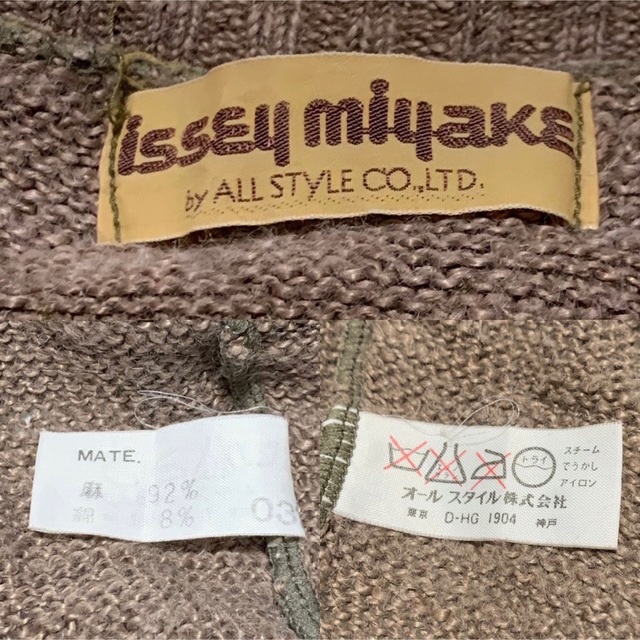 issey miyake
by ALL STYLE CO.,LTD.
MATE.
麻 92%
綿 8%
03
ドライ
スチーム
でうかし
アイロン
オール スタイル株式会社
東京 D-HG 1904 神戸